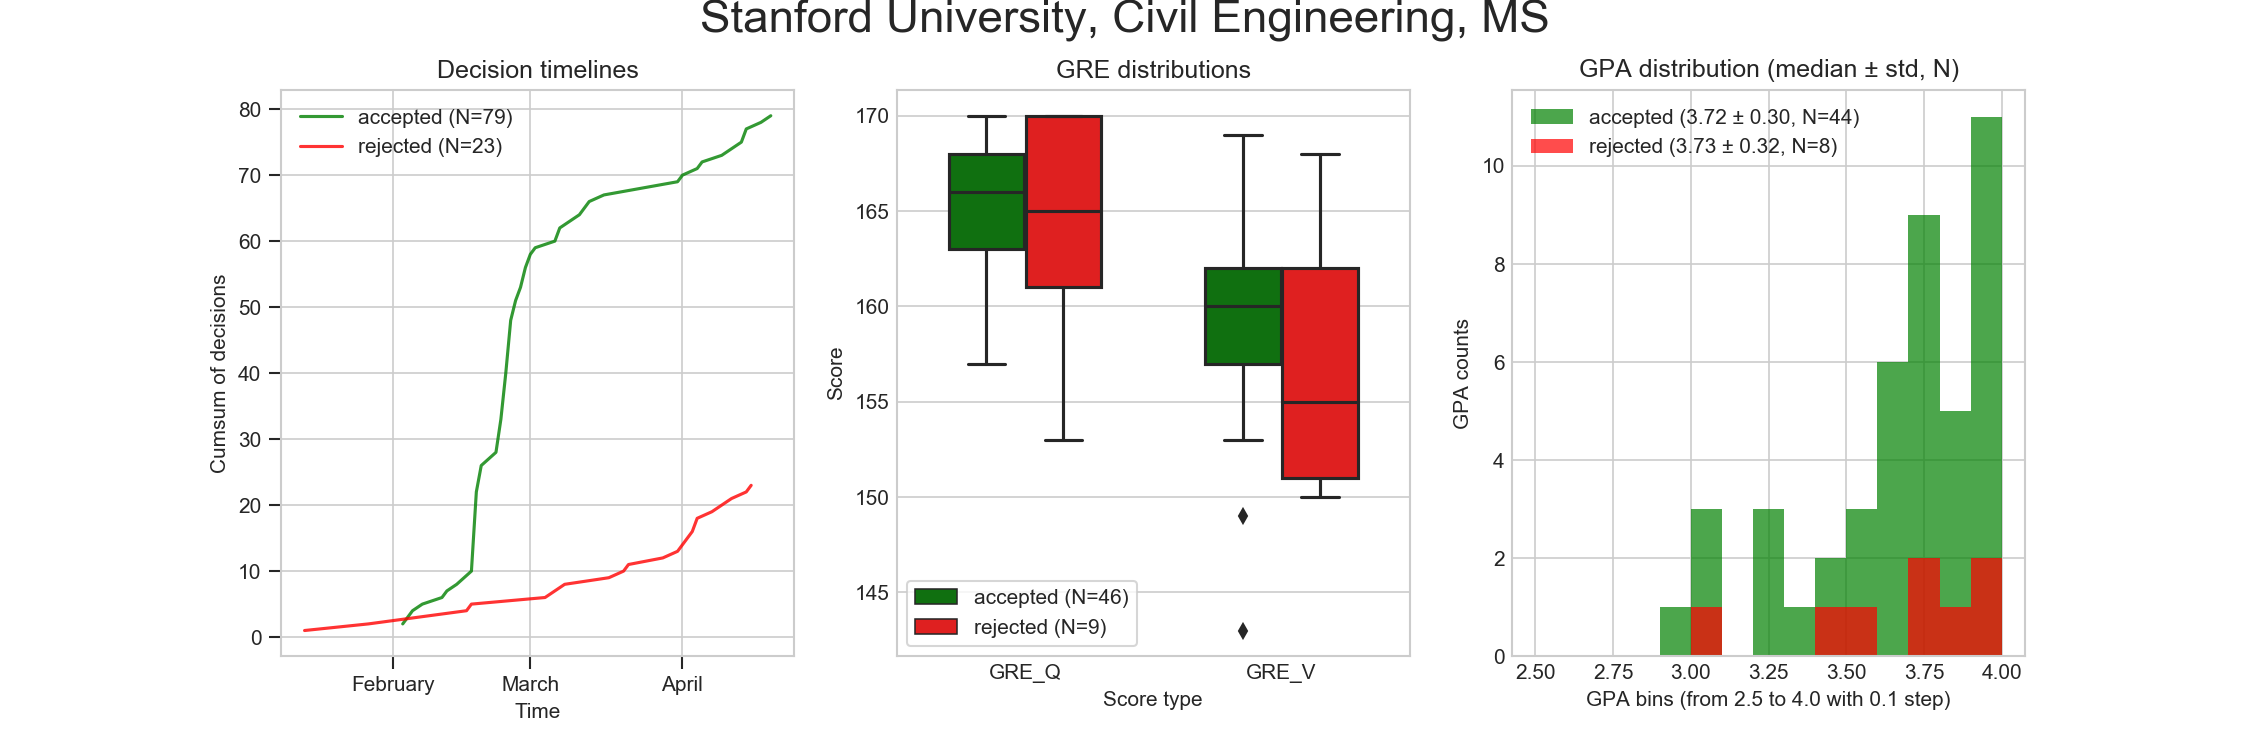 Stanford University, Civil Engineering, MS
Decision timelines
accepted (N=79)
rejected (N=23)
80
70
60
50
40
30
20
10
0
Cumsum of decisions
February March April
Time
GRE distributions
170
165
160
155
150
145
Score
accepted (N=46)
rejected (N=9)
GRE_Q GRE_V
Score type
GPA distribution (median ± std, N)
accepted (3.72 ± 0.30, N=44)
rejected (3.73 ± 0.32, N=8)
10
8
6
4
2
0
GPA counts
2.50 2.75 3.00 3.25 3.50 3.75 4.00
GPA bins (from 2.5 to 4.0 with 0.1 step)